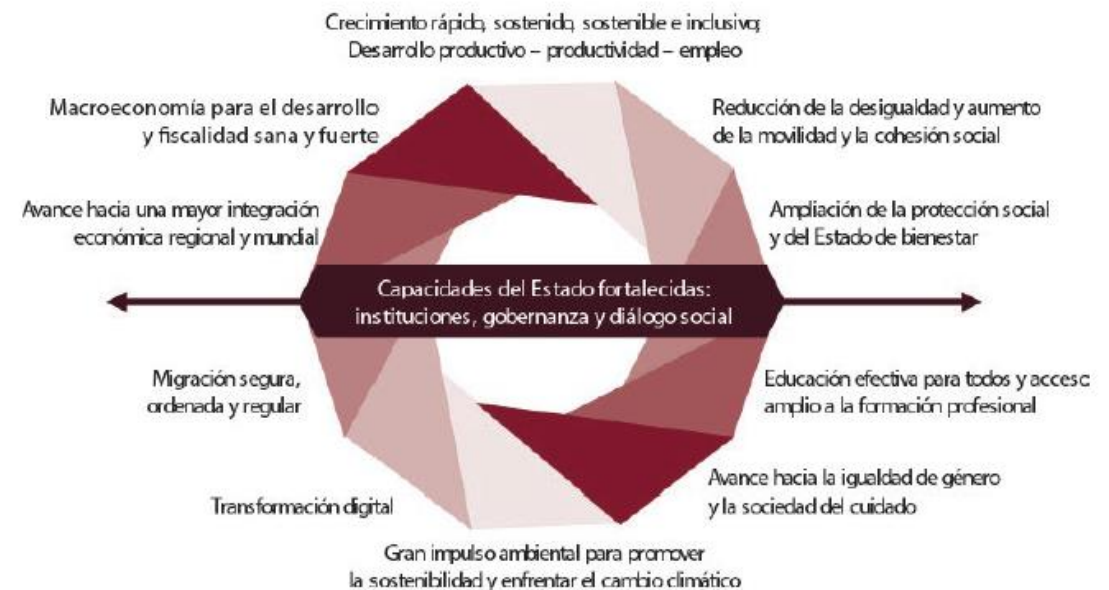 Crecimiento rápido, sostenido, sostenible e inclusivo;
Desarrollo productivo – productividad – empleo
Macroeconomía para el desarrollo
y fiscalidad sana y fuerte
Reducción de la desigualdad y aumento
de la movilidad y la cohesión social
Avance hacia una mayor integración
económica regional y mundial
Ampliación de la protección social
y del Estado de bienestar
Capacidades del Estado fortalecidas:
instituciones, gobernanza y diálogo social
Migración segura,
ordenada y regular
Educación efectiva para todos y acceso
amplio a la formación profesional
Transformación digital
Avance hacia la igualdad de género
y la sociedad del cuidado
Gran impulso ambiental para promover
la sostenibilidad y enfrentar el cambio climático